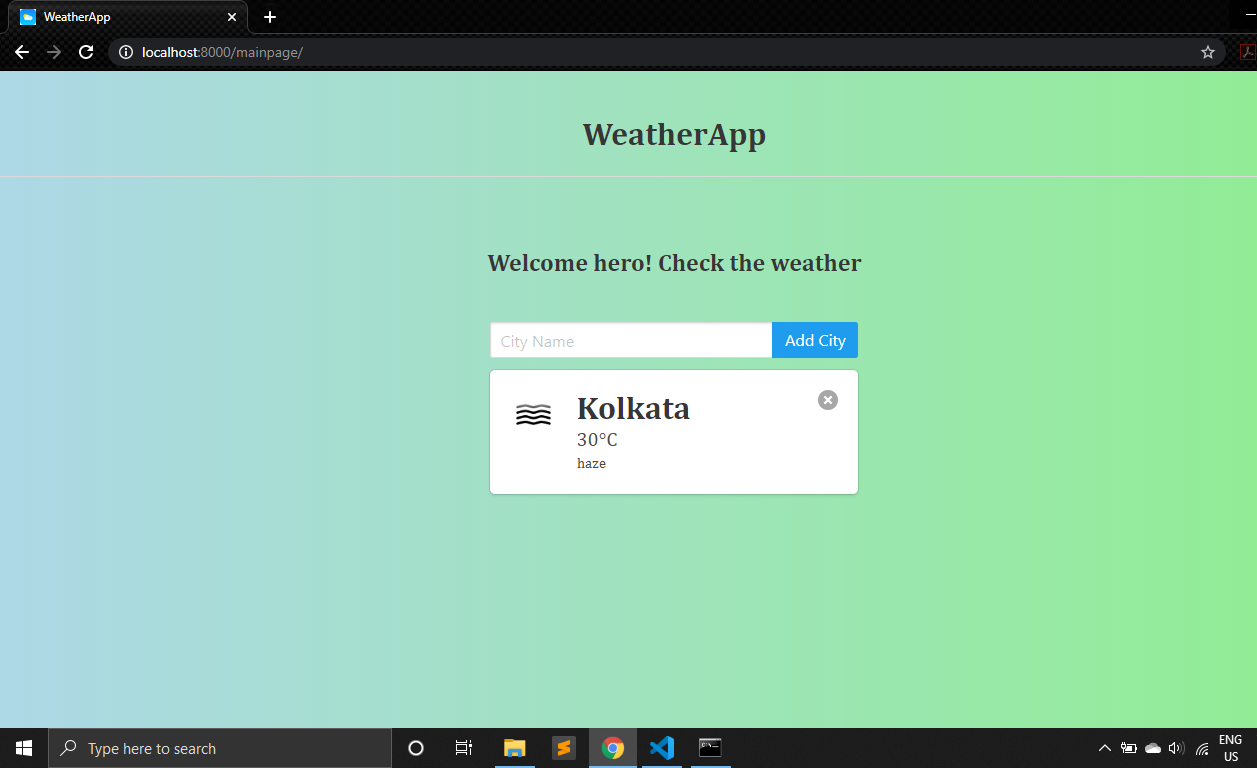 WeatherApp
localhost:8000/mainpage/
WeatherApp
Welcome hero! Check the weather
City Name
Add City
Kolkata
30°C
haze
Type here to search
ENG
US